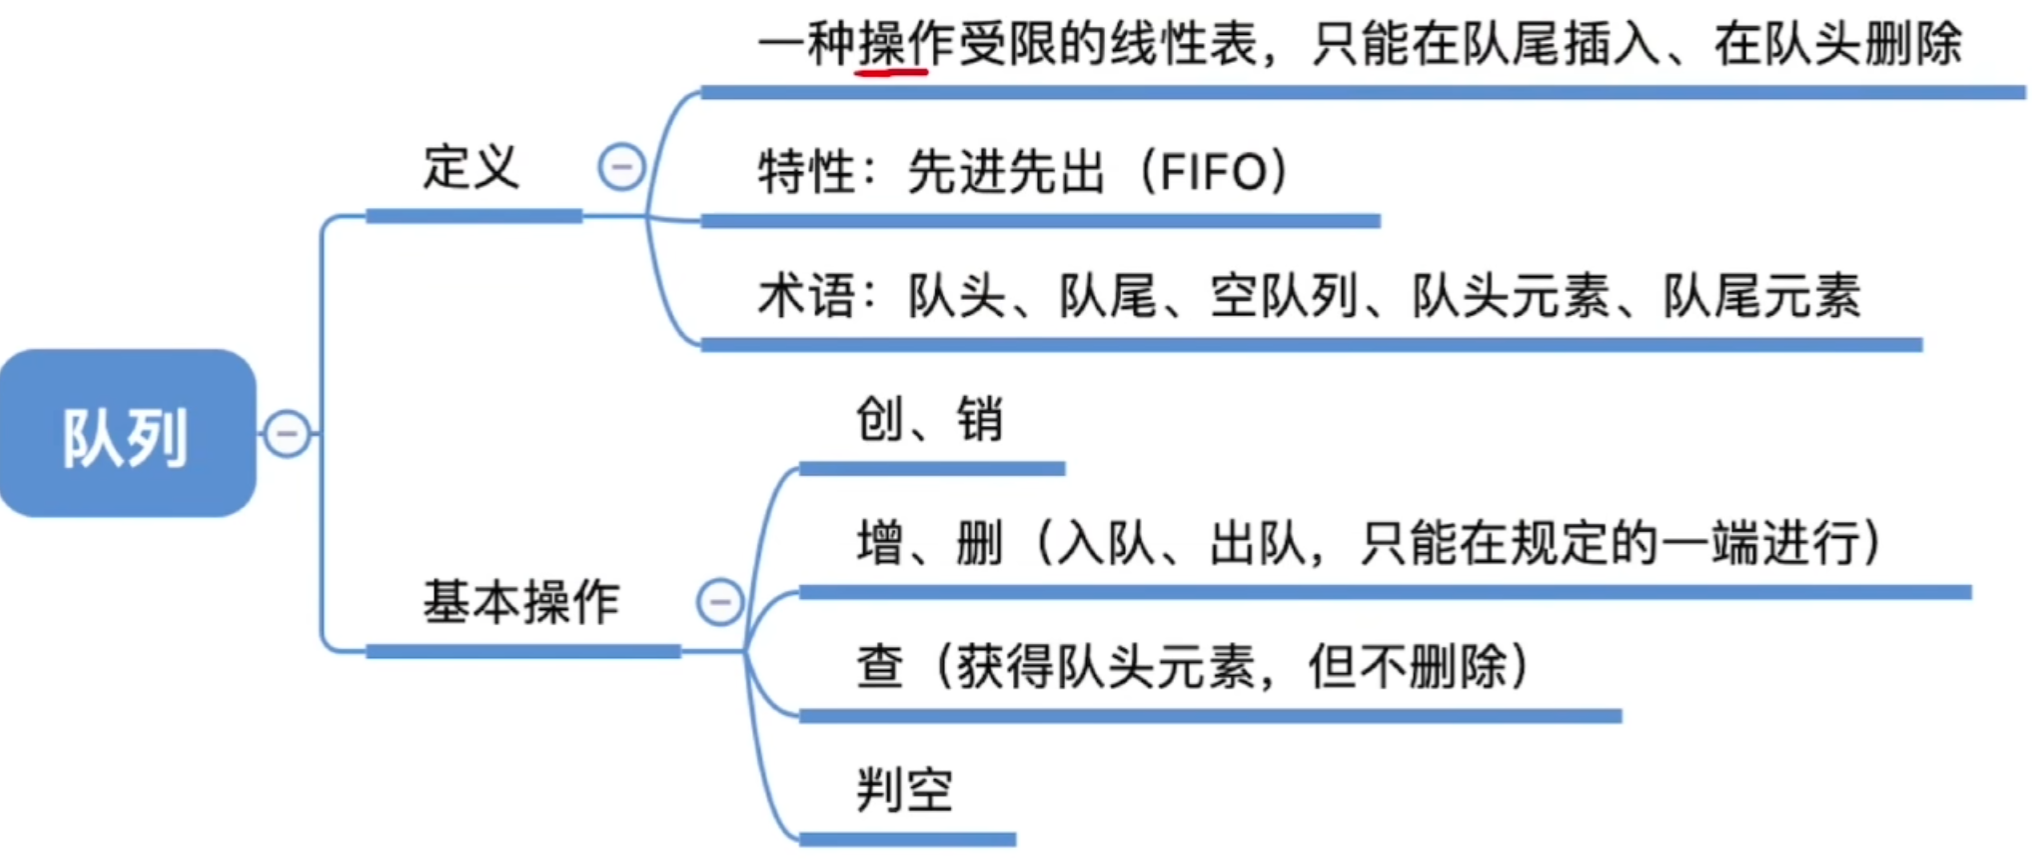 一种操作受限的线性表，只能在队尾插入、在队头删除
定义
特性：先进先出（FIFO）
术语：队头、队尾、空队列、队头元素、队尾元素
队列
创、销
增、删（入队、出队，只能在规定的一端进行）
基本操作
查（获得队头元素，但不删除）
判空